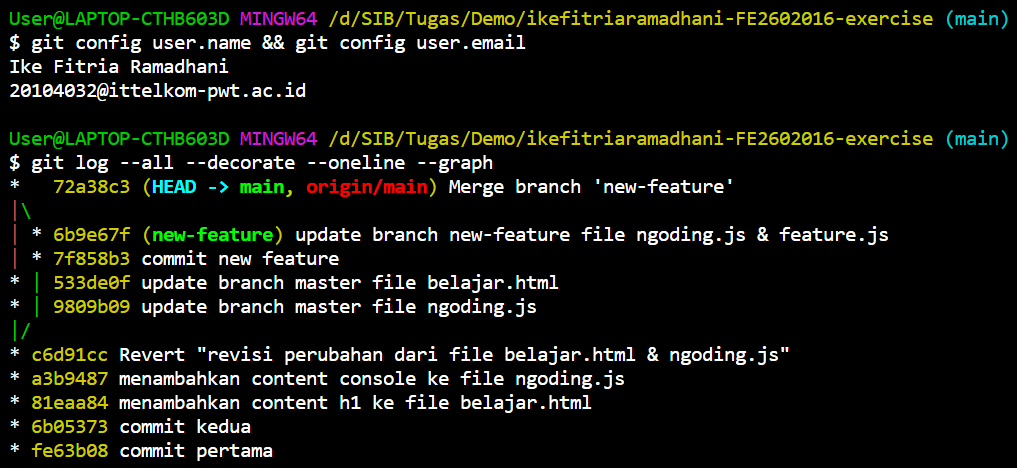 User@LAPTOP-CTHB603D MINGW64 /d/SIB/Tugas/Demo/ikefitriaramadhani-FE2602016-exercise (main)
$ git config user.name && git config user.email
Ike Fitria Ramadhani
20104032@ittelkom-pwt.ac.id

User@LAPTOP-CTHB603D MINGW64 /d/SIB/Tugas/Demo/ikefitriaramadhani-FE2602016-exercise (main)
$ git log --all --decorate --oneline --graph
*   72a38c3 (HEAD -> main, origin/main) Merge branch 'new-feature'
|\
| * 6b9e67f (new-feature) update branch new-feature file ngoding.js & feature.js
| * 7f858b3 commit new feature
* | 533de0f update branch master file belajar.html
* | 9809b09 update branch master file ngoding.js
|/
* c6d91cc Revert "revisi perubahan dari file belajar.html & ngoding.js"
* a3b9487 menambahkan content console ke file ngoding.js
* 81eaa84 menambahkan content h1 ke file belajar.html
* 6b05373 commit kedua
* fe63b08 commit pertama